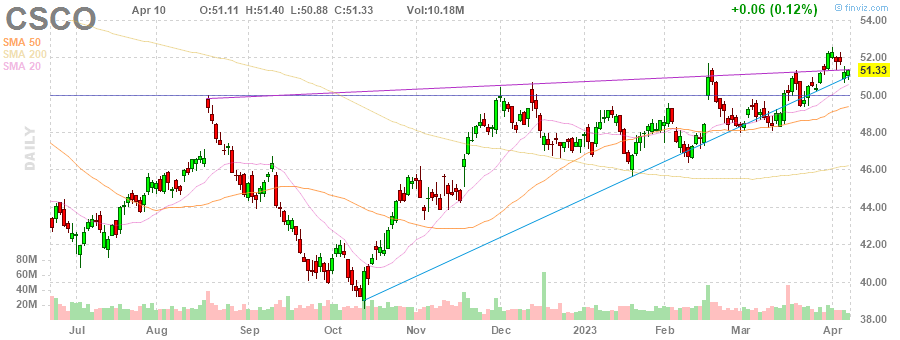 CSCO
Apr 10 O:51.11 H:51.40 L:50.88 C:51.33 Vol:10.18M +0.06 (0.12%)
© finviz.com
SMA 50
SMA 200
SMA 20
DAILY
54.00
52.00
51.33
50.00
48.00
46.00
44.00
42.00
40.00
38.00
80M
60M
40M
20M
Jul Aug Sep Oct Nov Dec 2023 Feb Mar Apr